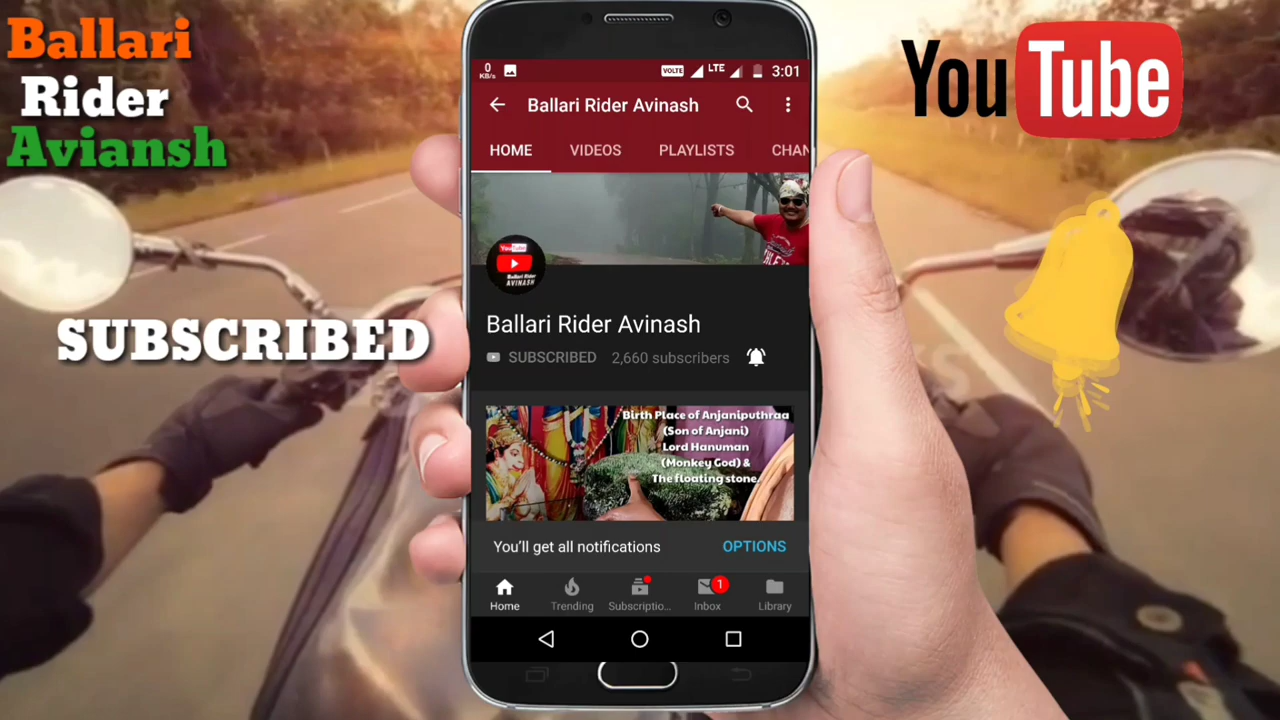 Ballari
Rider
Aviansh
YouTube
SUBSCRIBED
0
KB/s
VOLTE
LTE
3:01
Ballari Rider Avinash
HOME
VIDEOS
PLAYLISTS
CHAN
YouTube
Ballari Rider
AVINASH
Ballari Rider Avinash
SUBSCRIBED 2,660 subscribers
Birth Place of Anjaniputhraa
(Son of Anjani)
Lord Hanuman
(Monkey God) &
The floating stone.
You'll get all notifications
OPTIONS
Home
Trending
Subscriptio...
1
Inbox
Library